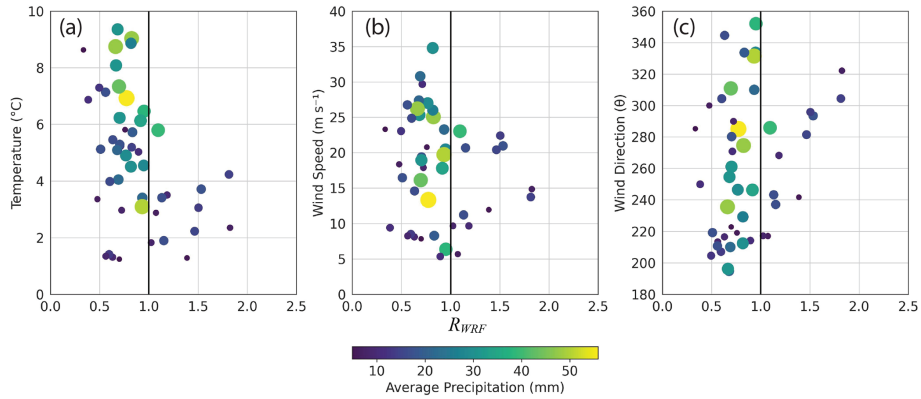 (a)
10
8
6
4
2
0
Temperature (°C)
0.0 0.5 1.0 1.5 2.0 2.5
(b)
40
35
30
25
20
15
10
5
0
Wind Speed (m s⁻¹)
0.0 0.5 1.0 1.5 2.0 2.5
R_WRF
(c)
360
340
320
300
280
260
240
220
200
180
Wind Direction (θ)
0.0 0.5 1.0 1.5 2.0 2.5
10 20 30 40 50
Average Precipitation (mm)